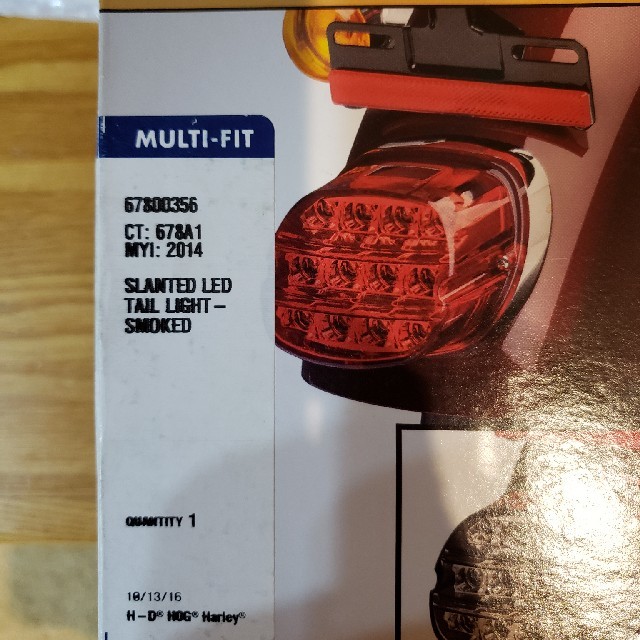 MULTI-FIT
67800356
CT: 678A1
MYI: 2014
SLANTED LED
TAIL LIGHT-
SMOKED
QUANTITY 1
10/13/16
H-D® HOG® Harley®